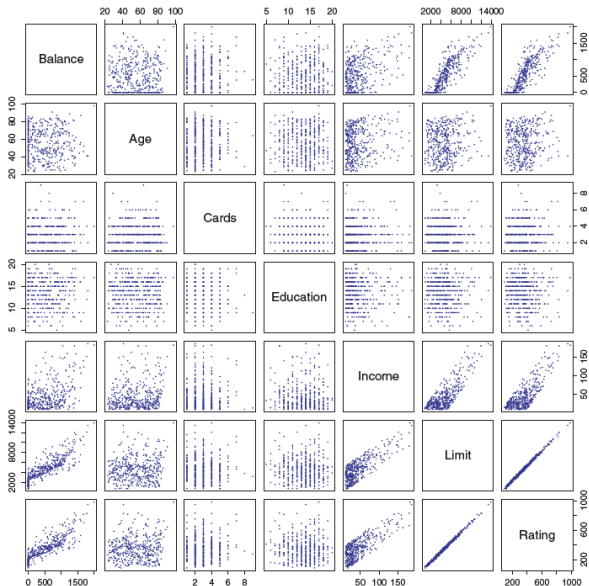 20 40 60 80 100
5 10 15 20
2000 8000 14000
Balance
0 500 1500
20 40 60 80 100
Age
Cards
2 4 6 8
5 10 15 20
Education
Income
50 100 150
2000 8000 14000
Limit
Rating
200 600 1000
0 500 1500
2 4 6 8
50 100 150
200 600 1000